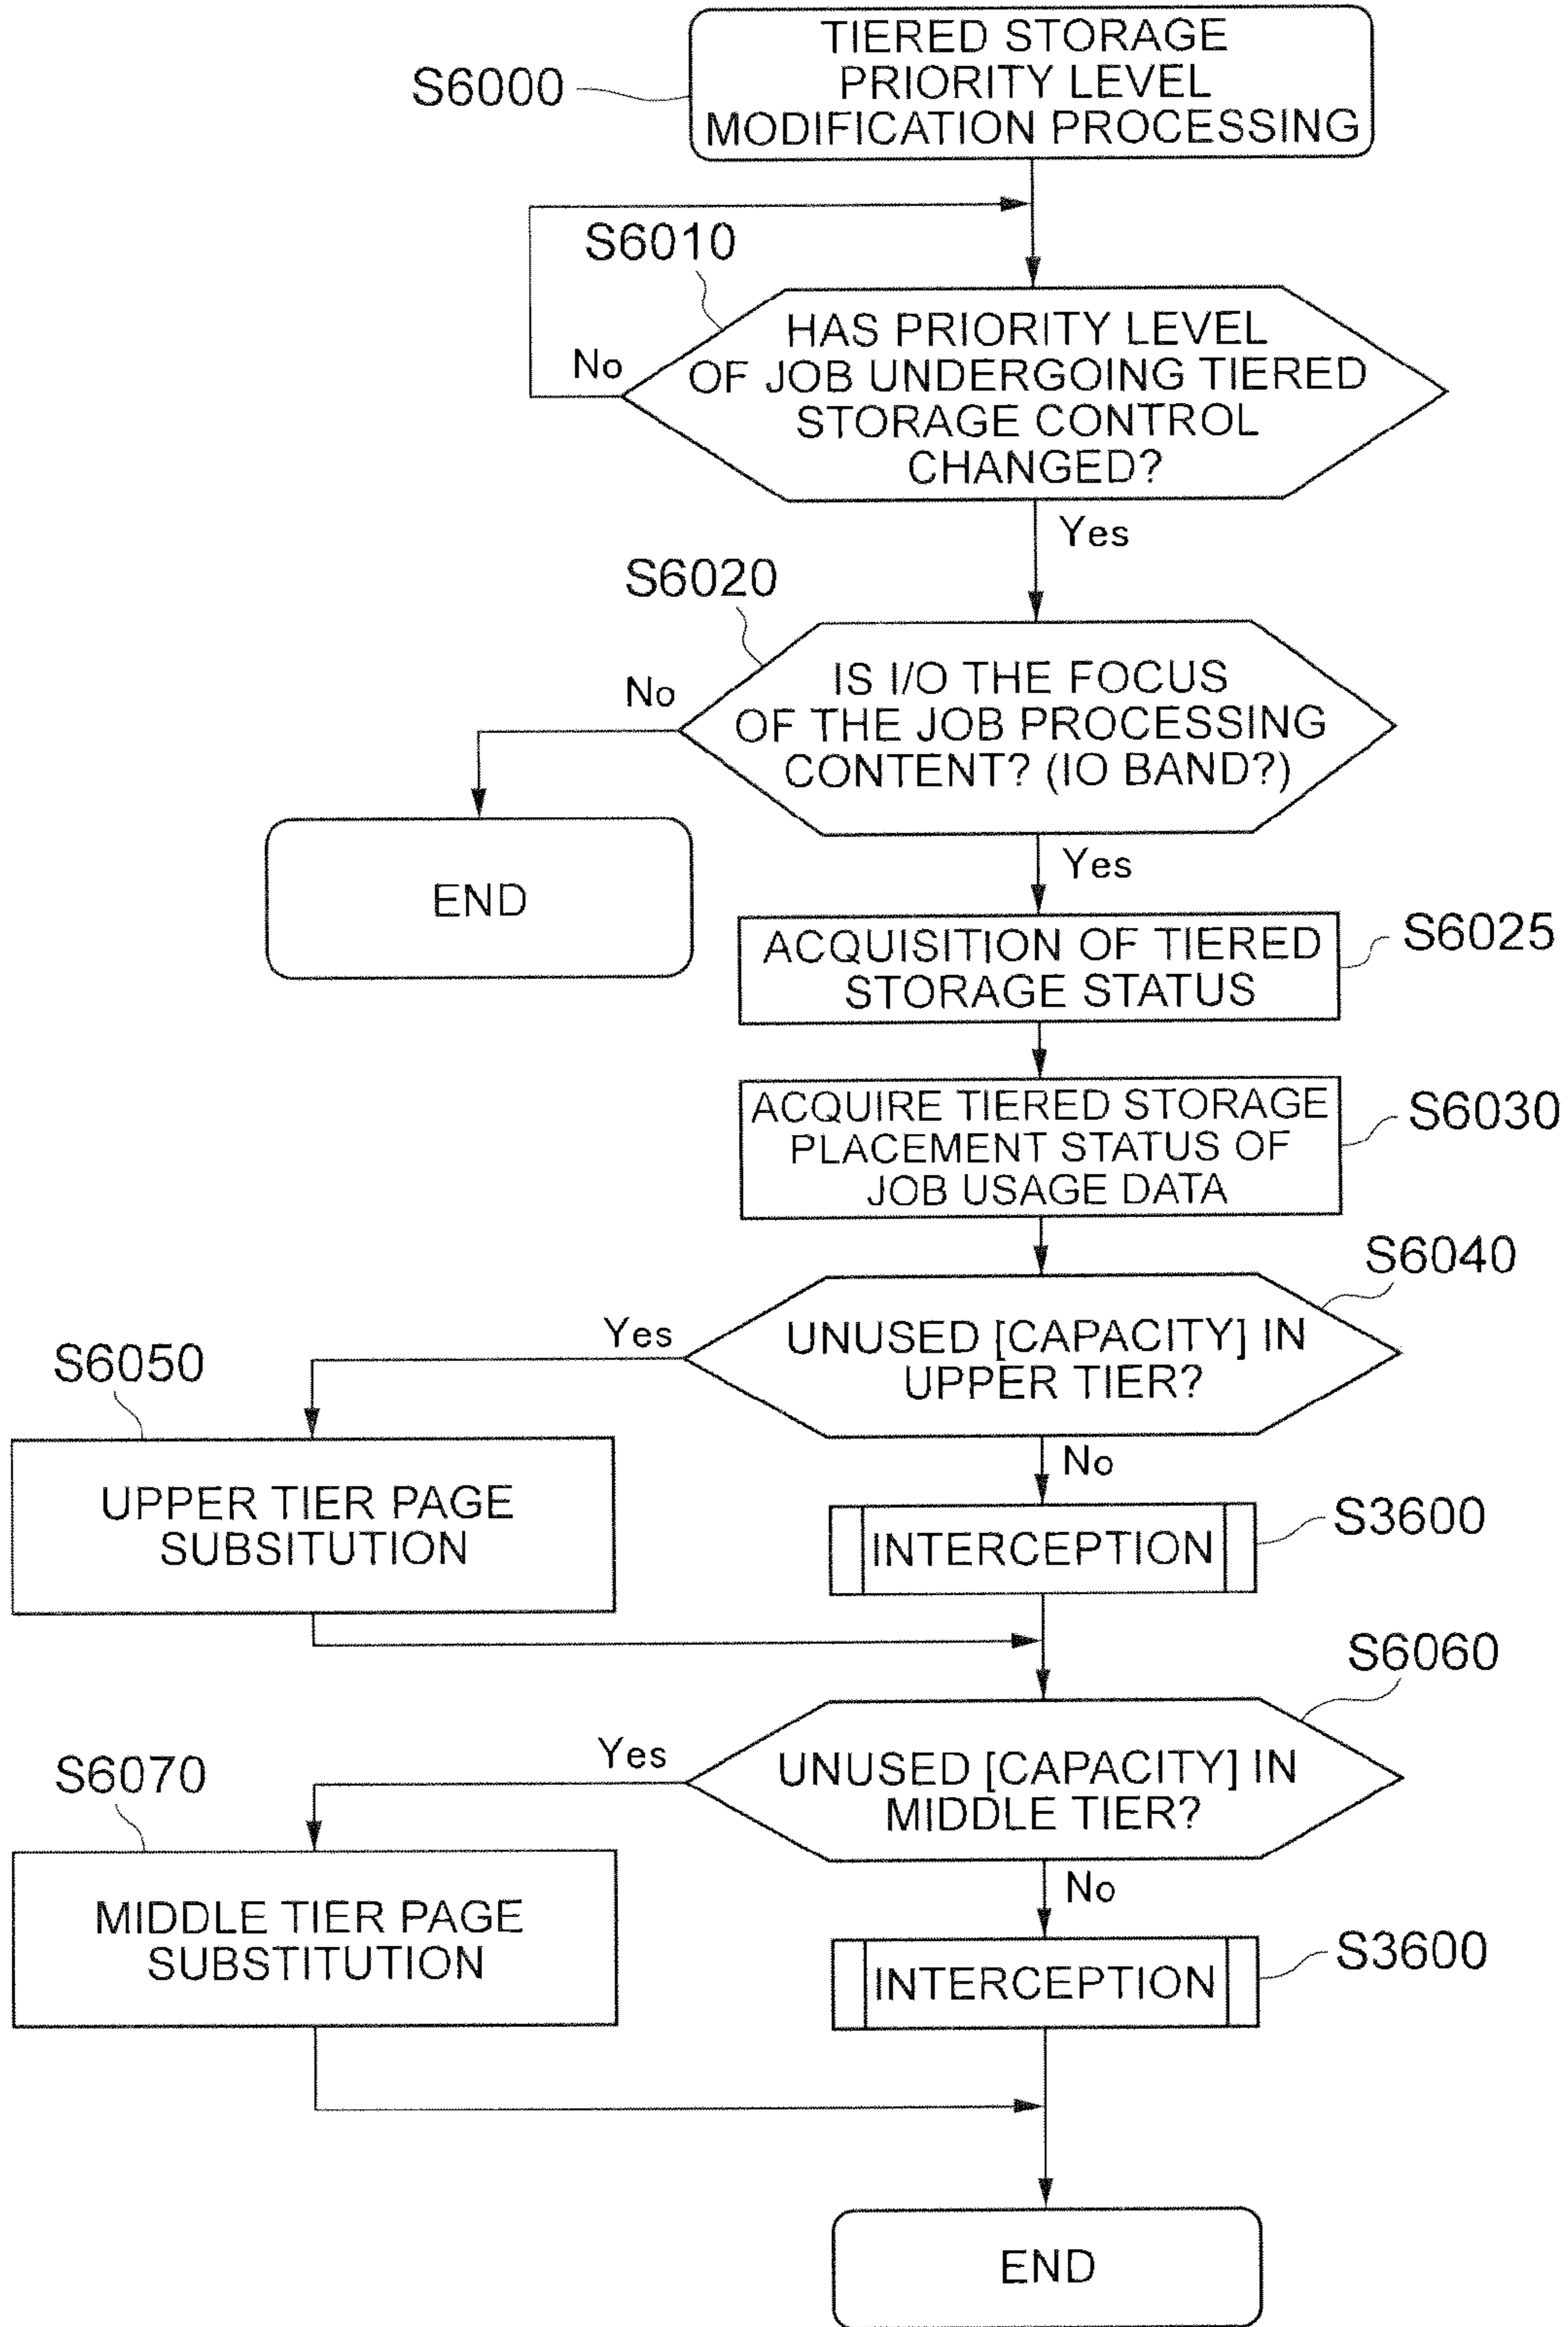 TIERED STORAGE
PRIORITY LEVEL
MODIFICATION PROCESSING
S6000
S6010
HAS PRIORITY LEVEL
OF JOB UNDERGOING TIERED
STORAGE CONTROL
CHANGED?
No
Yes
S6020
IS I/O THE FOCUS
OF THE JOB PROCESSING
CONTENT? (IO BAND?)
No
END
Yes
ACQUISITION OF TIERED
STORAGE STATUS
S6025
ACQUIRE TIERED STORAGE
PLACEMENT STATUS OF
JOB USAGE DATA
S6030
S6040
UNUSED [CAPACITY] IN
UPPER TIER?
Yes
S6050
UPPER TIER PAGE
SUBSITUTION
No
INTERCEPTION
S3600
S6060
UNUSED [CAPACITY] IN
MIDDLE TIER?
Yes
S6070
MIDDLE TIER PAGE
SUBSTITUTION
No
INTERCEPTION
S3600
END